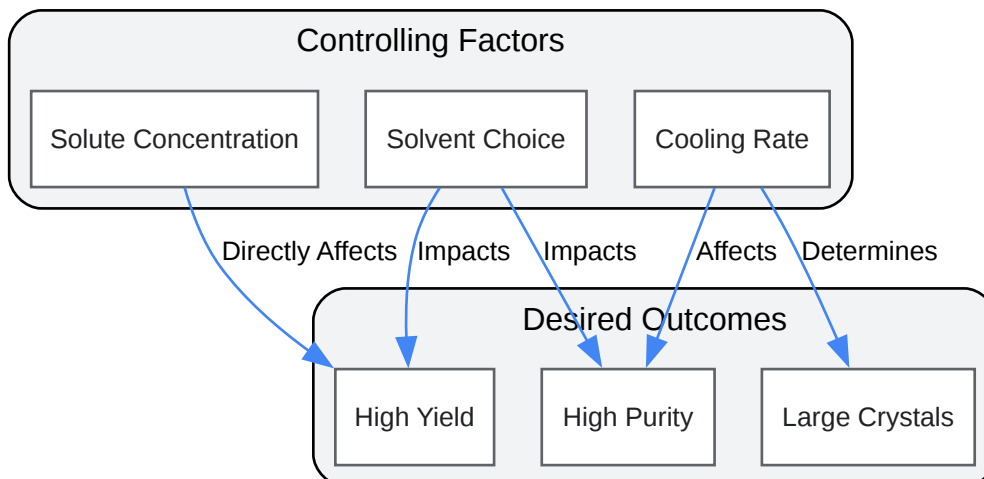 Controlling Factors
Solute Concentration
Solvent Choice
Cooling Rate
Directly Affects
Impacts
Impacts
Affects
Determines
Desired Outcomes
High Yield
High Purity
Large Crystals